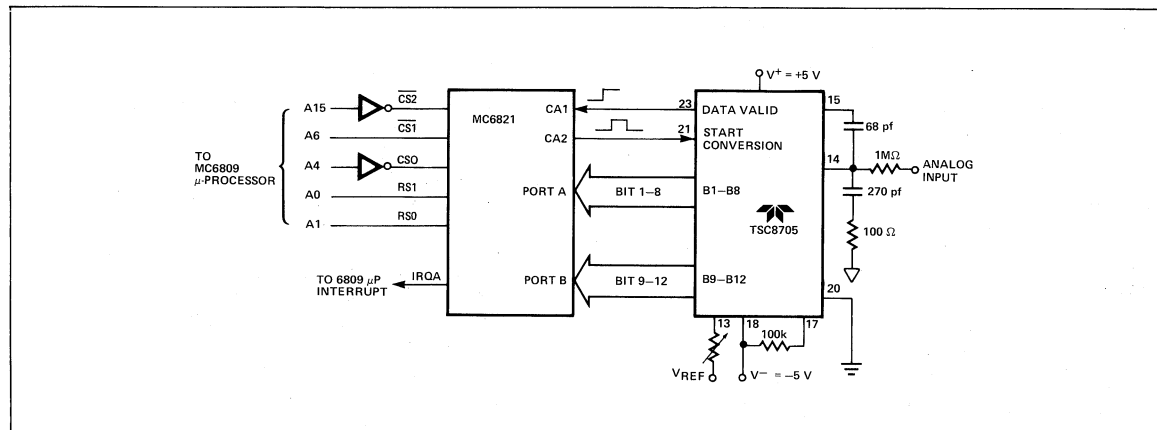 V⁺ = +5 V
A15
CS2
A6
CS1
A4
CSO
A0
RS1
A1
RS0
TO
MC6809
μ-PROCESSOR
TO 6809 μP
INTERRUPT
IRQA
MC6821
CA1
CA2
PORT A
PORT B
23
21
BIT 1–8
BIT 9–12
DATA VALID
START
CONVERSION
B1–B8
TSC8705
B9–B12
15
68 pf
14
1MΩ
ANALOG
INPUT
270 pf
100 Ω
20
13
18
17
100k
VREF
V⁻ = –5 V